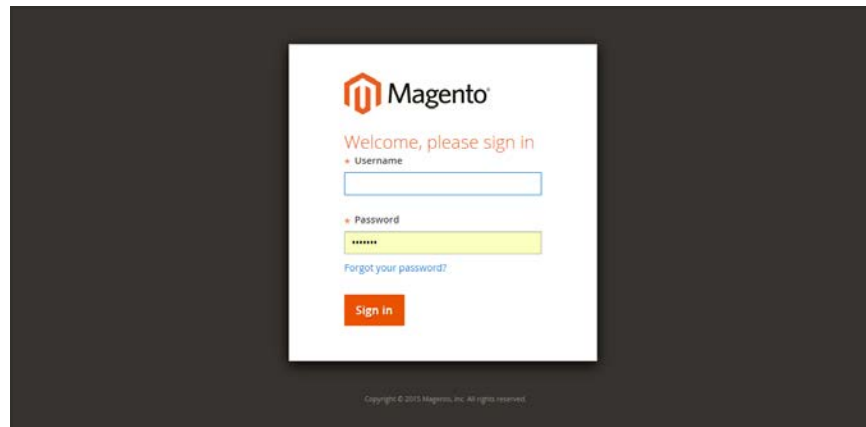 Magento
Welcome, please sign in
* Username
* Password
•••••••
Forgot your password?
Sign in
Copyright © 2015 Magento, Inc. All rights reserved.